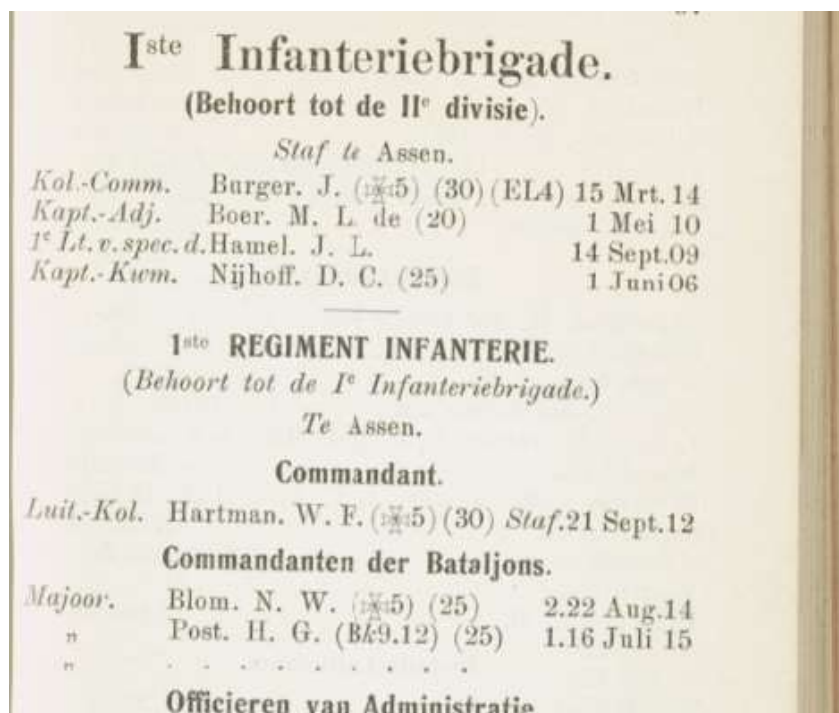 Iste Infanteriebrigade.
(Behoort tot de IIe divisie).
Staf te Assen.
Kol.-Comm. Burger. J. (✠5) (30) (EL4) 15 Mrt. 14
Kapt.-Adj. Boer. M. L. de (20) 1 Mei 10
1e Lt. v. spec. d. Hamel. J. L. 14 Sept. 09
Kapt.-Kwm. Nijhoff. D. C. (25) 1 Juni 06
1ste REGIMENT INFANTERIE.
(Behoort tot de Ie Infanteriebrigade.)
Te Assen.
Commandant.
Luit.-Kol. Hartman. W. F. (✠5) (30) Staf. 21 Sept. 12
Commandanten der Bataljons.
Majoor. Blom. N. W. (✠5) (25) 2.22 Aug. 14
„ Post. H. G. (Bk9.12) (25) 1.16 Juli 15
„ . . . . . . . . .
Officieren van Administratie